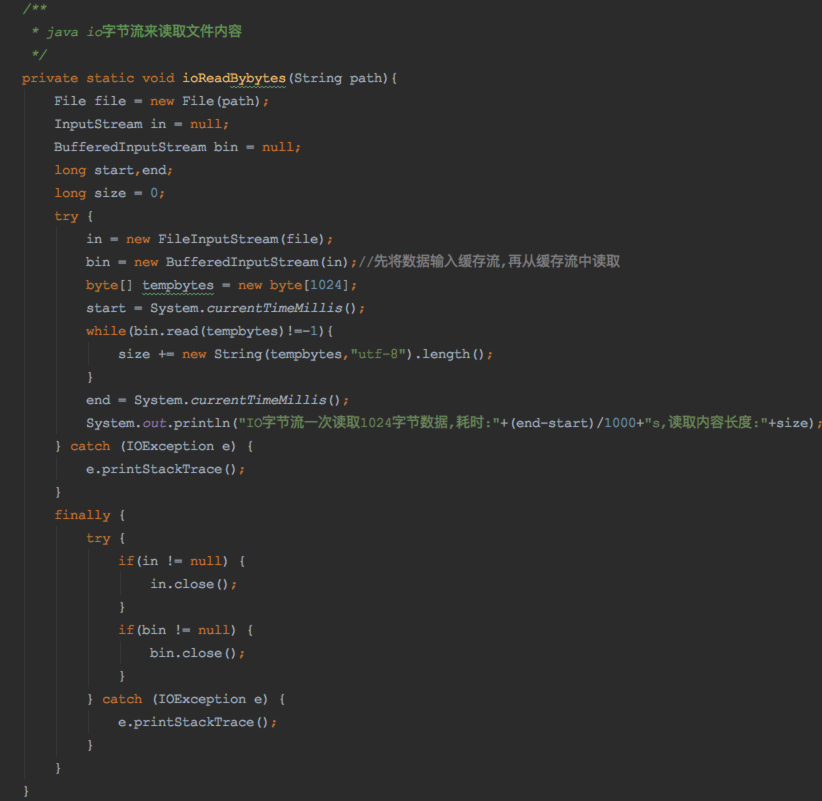 /**
 * java io字节流来读取文件内容
 */
private static void ioReadBybytes(String path){
    File file = new File(path);
    InputStream in = null;
    BufferedInputStream bin = null;
    long start,end;
    long size = 0;
    try {
        in = new FileInputStream(file);
        bin = new BufferedInputStream(in);//先将数据输入缓存流,再从缓存流中读取
        byte[] tempbytes = new byte[1024];
        start = System.currentTimeMillis();
        while(bin.read(tempbytes)!=-1){
            size += new String(tempbytes,"utf-8").length();
        }
        end = System.currentTimeMillis();
        System.out.println("IO字节流一次读取1024字节数据,耗时:"+(end-start)/1000+"s,读取内容长度:"+size);
    } catch (IOException e) {
        e.printStackTrace();
    }
    finally {
        try {
            if(in != null) {
                in.close();
            }
            if(bin != null) {
                bin.close();
            }
        } catch (IOException e) {
            e.printStackTrace();
        }
    }
}